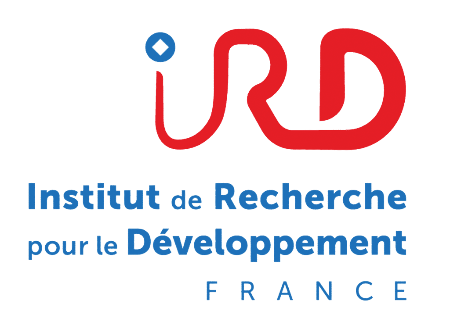 iRD
Institut de Recherche
pour le Développement
FRANCE